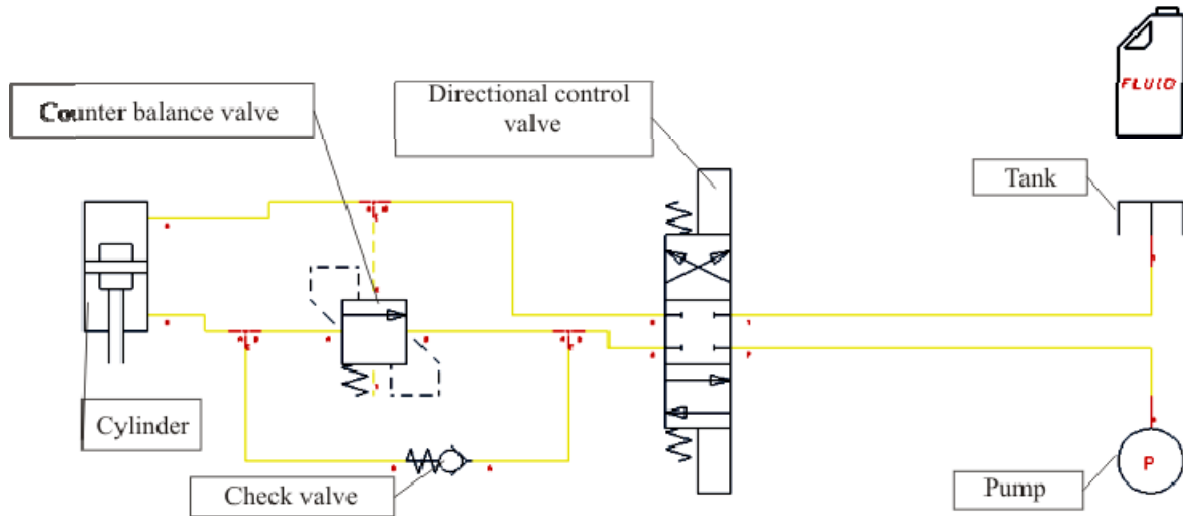 Counter balance valve
Directional control
valve
FLUID
Tank
Cylinder
Check valve
Pump
P